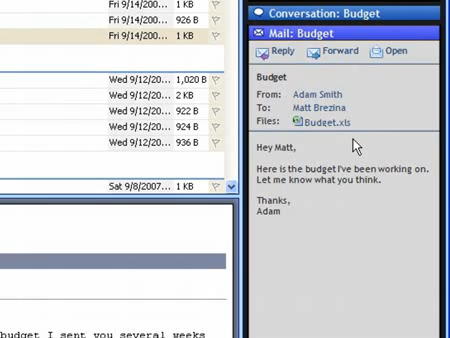 Fri 9/14/200... 1 KB
Fri 9/14/200... 926 B
Fri 9/14/200... 1 KB
Wed 9/12/20... 1,020 B
Wed 9/12/20... 2 KB
Wed 9/12/20... 922 B
Wed 9/12/20... 924 B
Wed 9/12/20... 936 B
Sat 9/8/2007... 1 KB
budget I sent you several weeks
Conversation: Budget
Mail: Budget
Reply Forward Open
Budget
From: Adam Smith
To: Matt Brezina
Files: Budget.xls
Hey Matt,
Here is the budget I've been working on.
Let me know what you think.
Thanks,
Adam